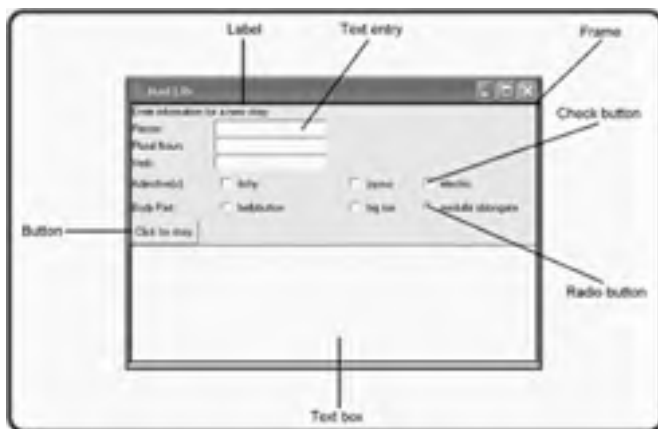 Label
Text entry
Frame
Mad Lib
Enter information for a new story
Person:
Plural Noun:
Verb:
Check button
Adjective(s): itchy joyous electric
Body Part: bellybutton big toe medulla oblongata
Button
Click for story
Radio button
Text box